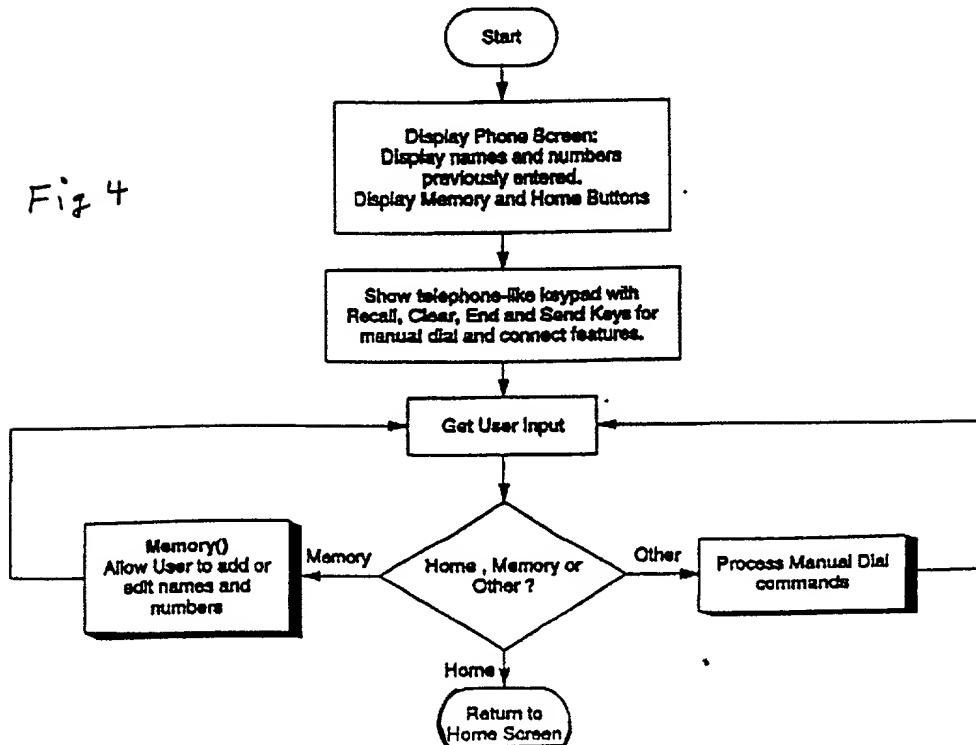 Start
Display Phone Screen:
Display names and numbers
previously entered.
Display Memory and Home Buttons
Fig 4
Show telephone-like keypad with
Recall, Clear, End and Send Keys for
manual dial and connect features.
Get User Input
Memory()
Allow User to add or
edit names and
numbers
Memory
Home , Memory or
Other ?
Other
Process Manual Dial
commands
Home
Return to
Home Screen